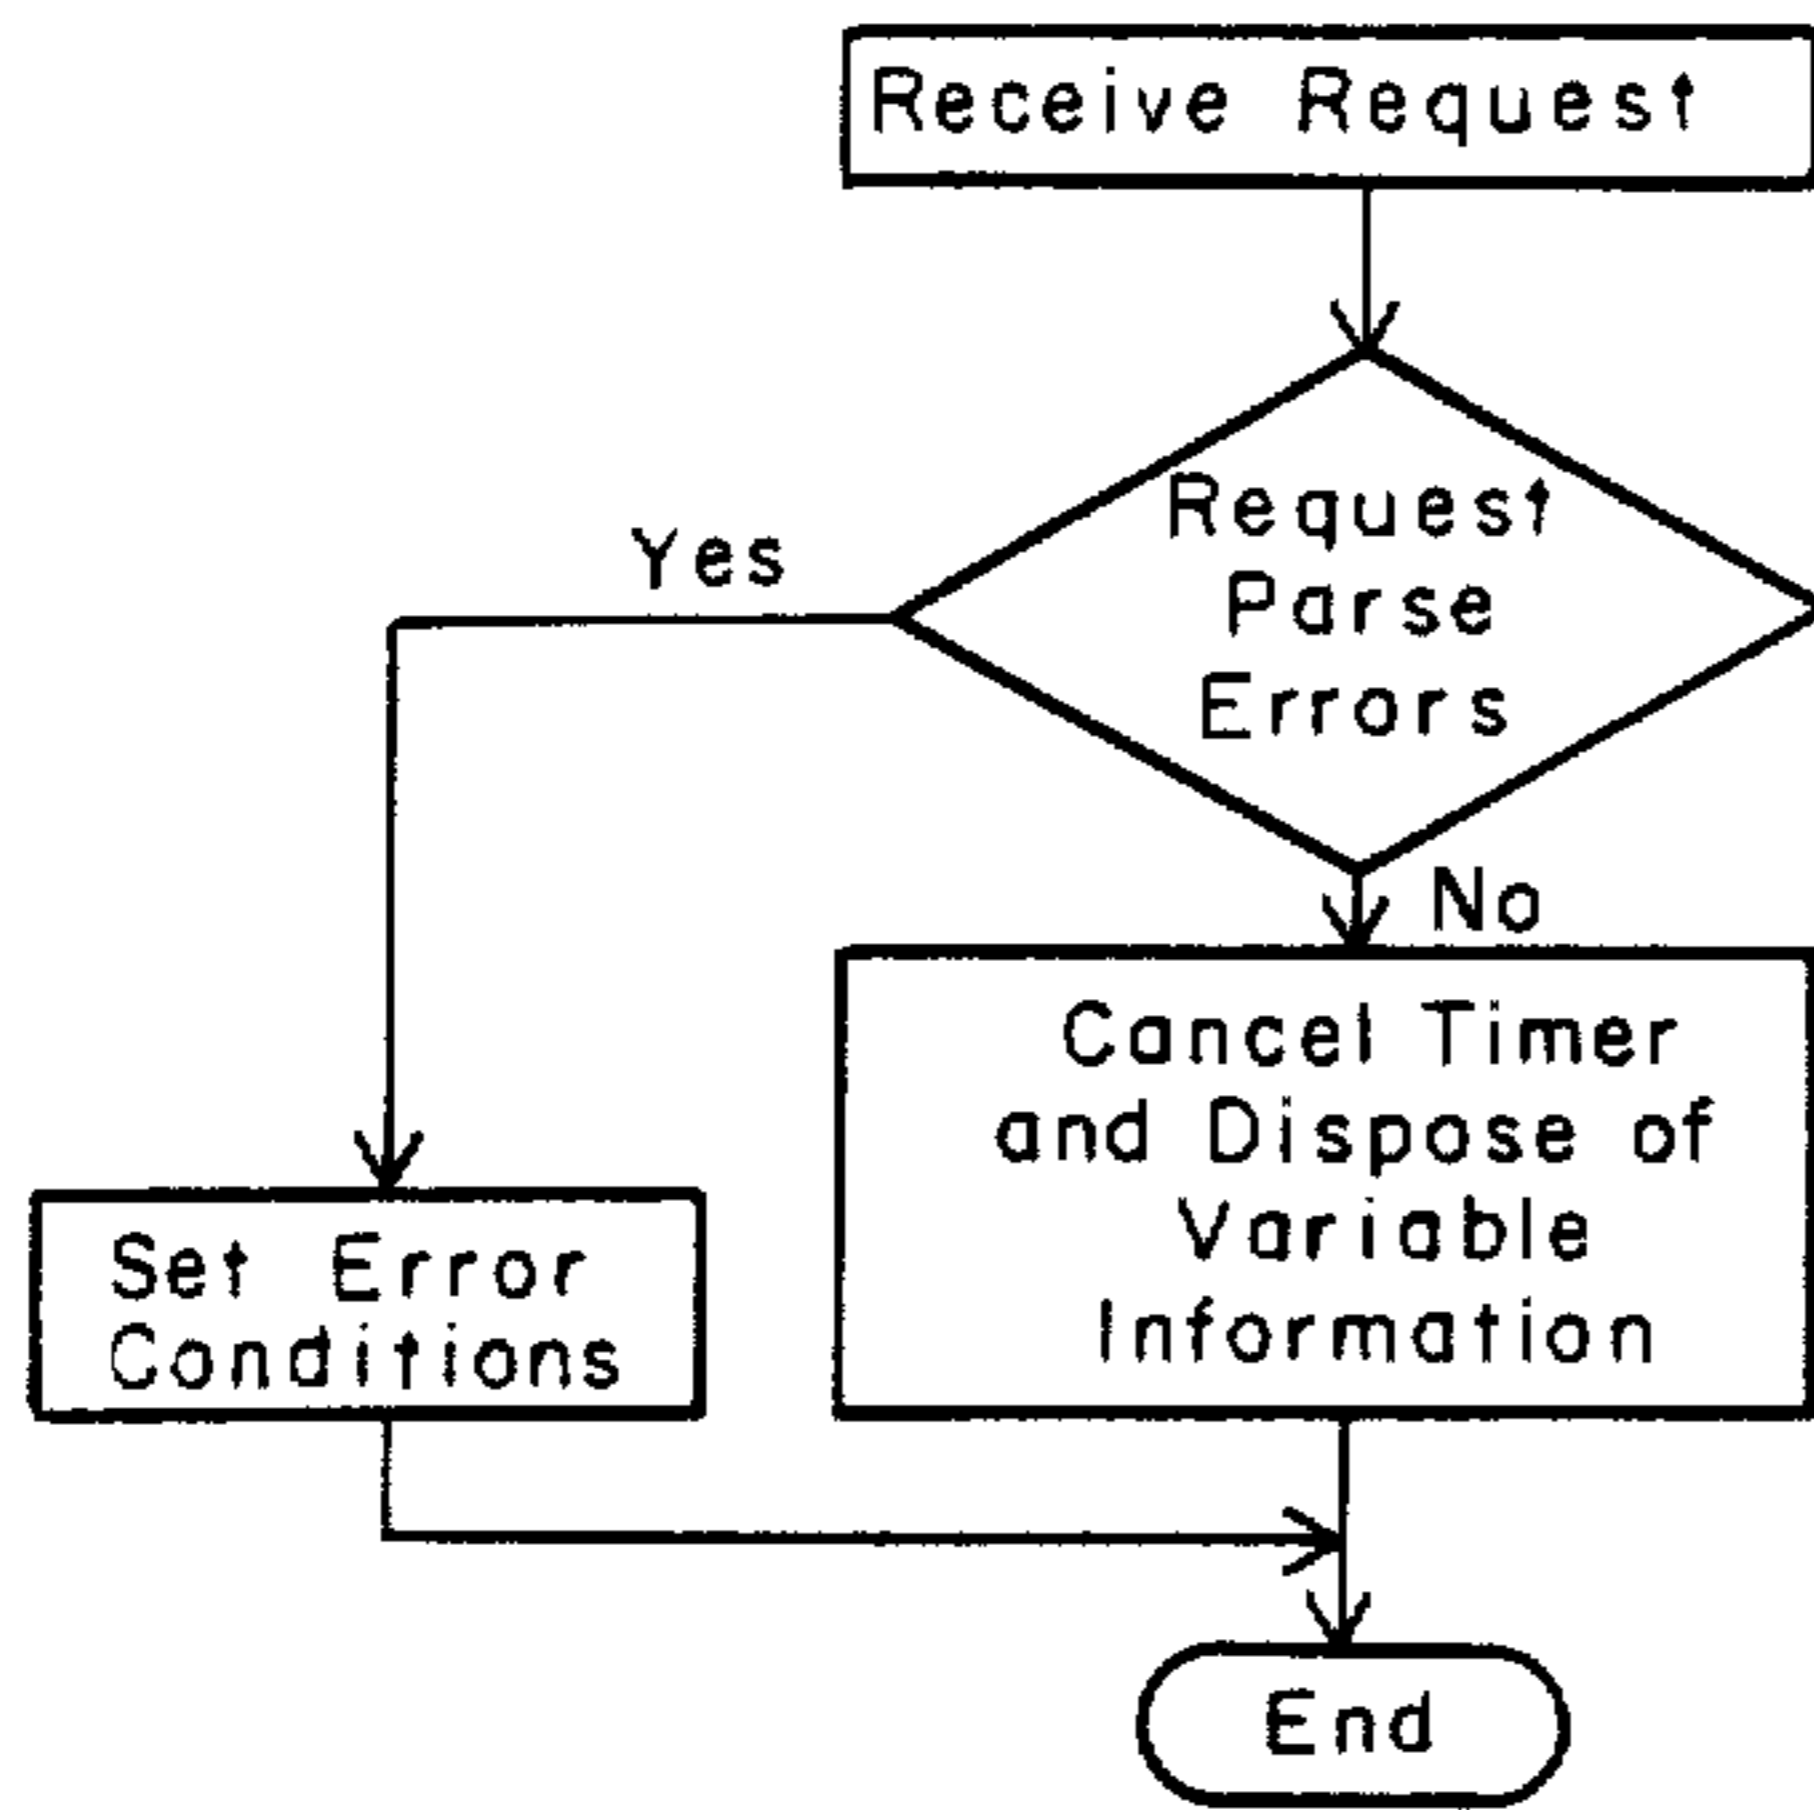 Receive Request
Request
Parse
Errors
Yes
No
Cancel Timer
and Dispose of
Variable
Information
Set Error
Conditions
End